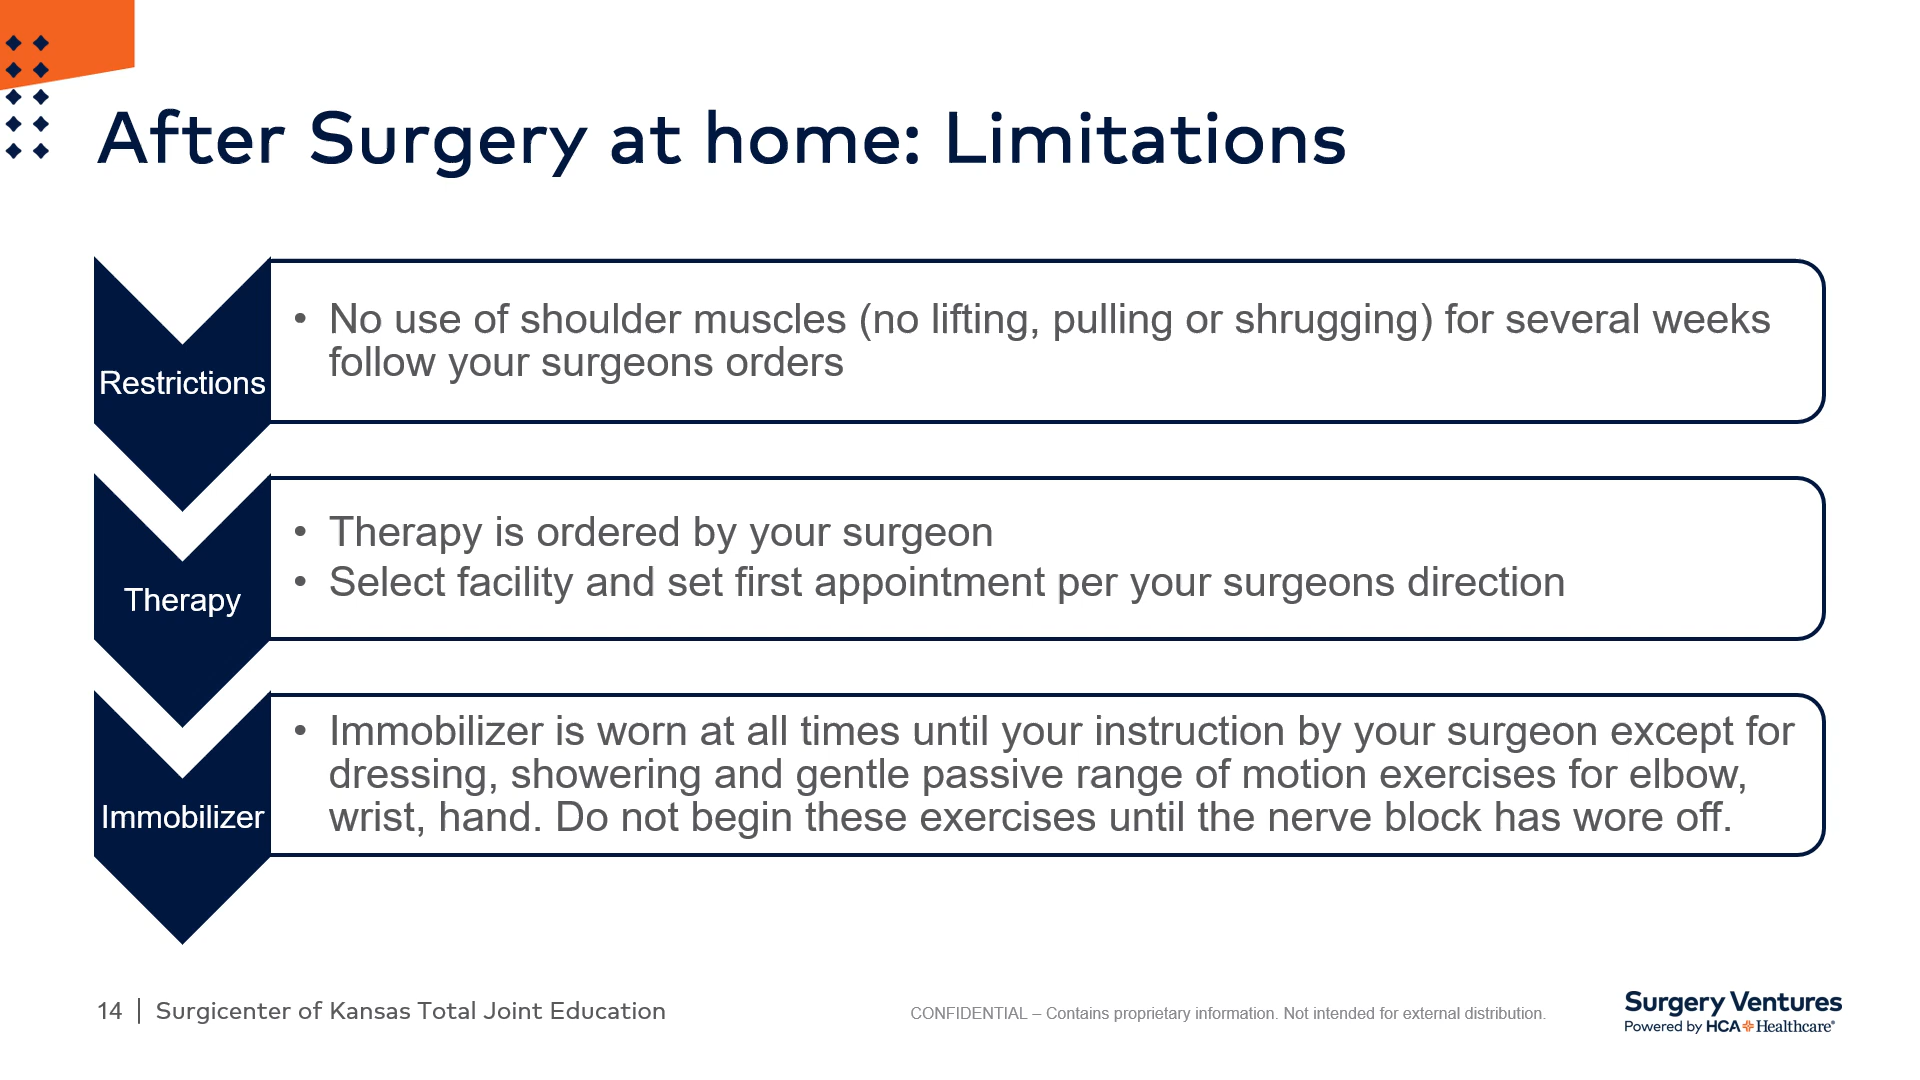 After Surgery at home: Limitations
Restrictions
• No use of shoulder muscles (no lifting, pulling or shrugging) for several weeks
follow your surgeons orders
Therapy
• Therapy is ordered by your surgeon
• Select facility and set first appointment per your surgeons direction
Immobilizer
• Immobilizer is worn at all times until your instruction by your surgeon except for
dressing, showering and gentle passive range of motion exercises for elbow,
wrist, hand. Do not begin these exercises until the nerve block has wore off.
14 | Surgicenter of Kansas Total Joint Education
CONFIDENTIAL – Contains proprietary information. Not intended for external distribution.
Surgery Ventures
Powered by HCA Healthcare®